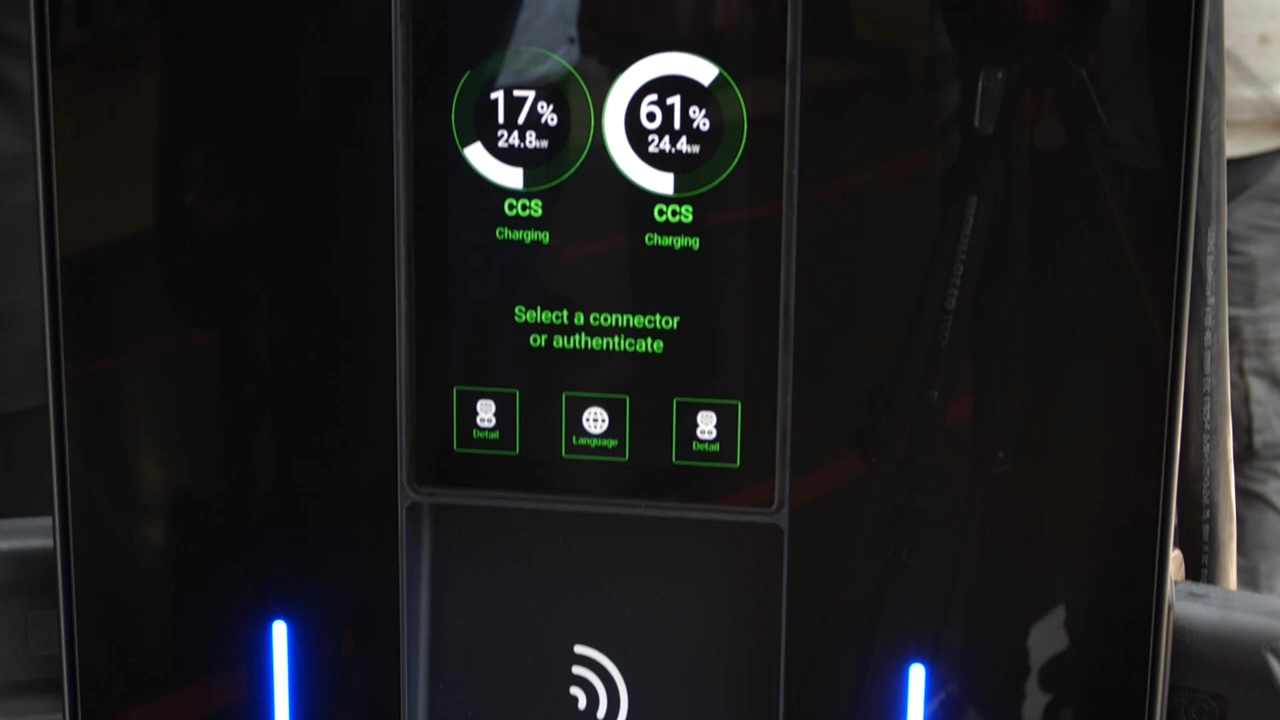 17%
24.8kW
CCS
Charging
61%
24.4kW
CCS
Charging
Select a connector
or authenticate
Detail
Language
Detail